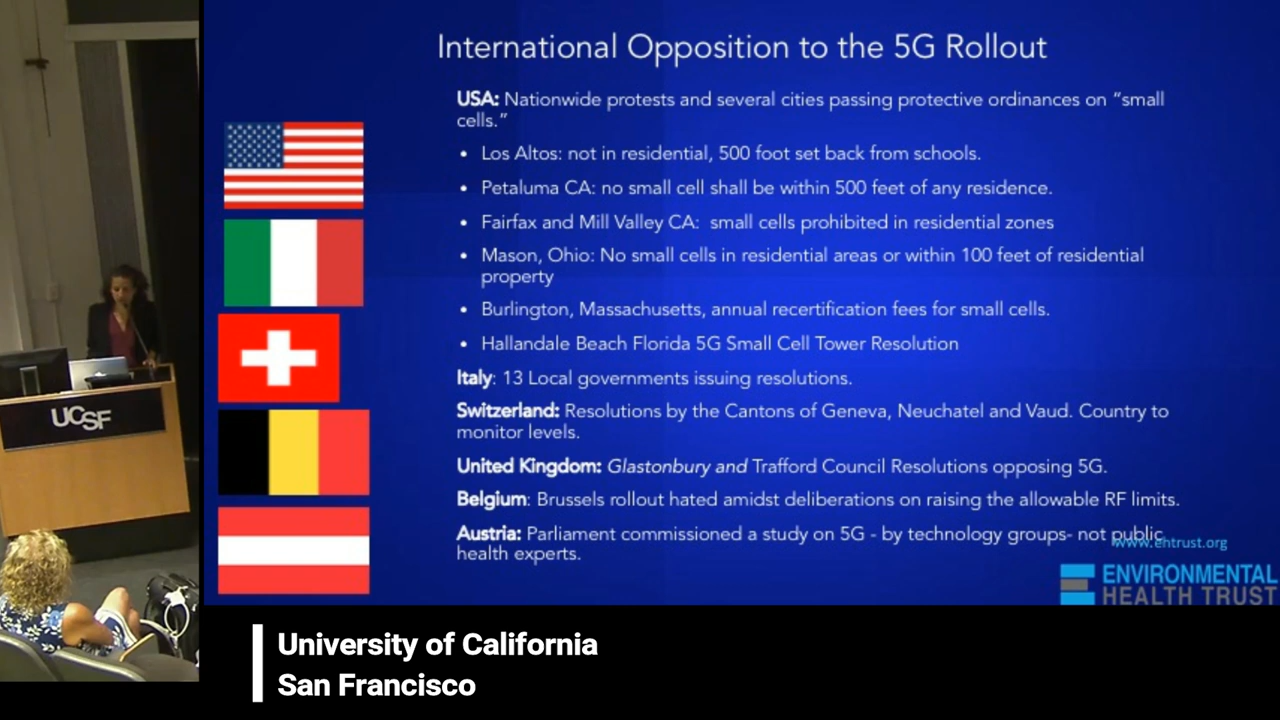 International Opposition to the 5G Rollout
USA: Nationwide protests and several cities passing protective ordinances on “small
cells.”
• Los Altos: not in residential, 500 foot set back from schools.
• Petaluma CA: no small cell shall be within 500 feet of any residence.
• Fairfax and Mill Valley CA: small cells prohibited in residential zones
• Mason, Ohio: No small cells in residential areas or within 100 feet of residential
property
• Burlington, Massachusetts, annual recertification fees for small cells.
• Hallandale Beach Florida 5G Small Cell Tower Resolution
Italy: 13 Local governments issuing resolutions.
Switzerland: Resolutions by the Cantons of Geneva, Neuchatel and Vaud. Country to
monitor levels.
United Kingdom: Glastonbury and Trafford Council Resolutions opposing 5G.
Belgium: Brussels rollout hated amidst deliberations on raising the allowable RF limits.
Austria: Parliament commissioned a study on 5G - by technology groups- not public
health experts.
www.ehtrust.org
ENVIRONMENTAL
HEALTH TRUST
UCSF
University of California
San Francisco